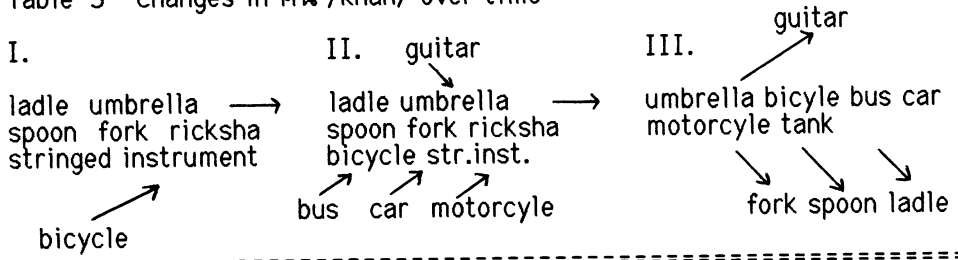 Table 3 Changes in MW /khan/ over time
guitar
I. II. guitar III.
ladle umbrella ladle umbrella umbrella bicyle bus car
spoon fork ricksha spoon fork ricksha motorcyle tank
stringed instrument bicycle str.inst.
bus car motorcyle fork spoon ladle
bicycle